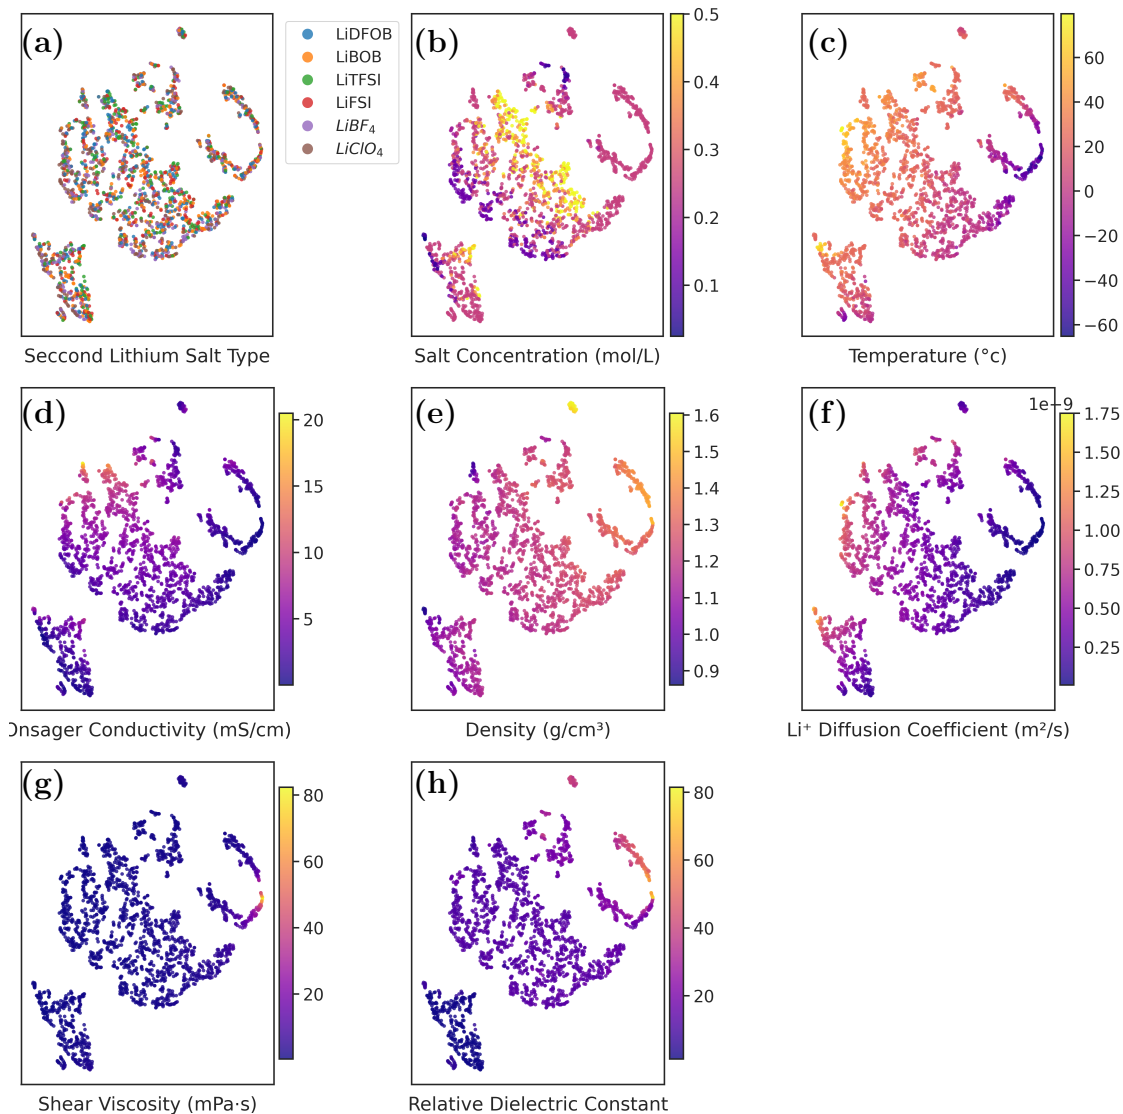 (a)
LiDFOB
LiBOB
LiTFSI
LiFSI
LiBF₄
LiClO₄
Seccond Lithium Salt Type
(b)
0.5
0.4
0.3
0.2
0.1
Salt Concentration (mol/L)
(c)
60
40
20
0
−20
−40
−60
Temperature (°c)
(d)
20
15
10
5
Onsager Conductivity (mS/cm)
(e)
1.6
1.5
1.4
1.3
1.2
1.1
1.0
0.9
Density (g/cm³)
(f)
1e−9
1.75
1.50
1.25
1.00
0.75
0.50
0.25
Li⁺ Diffusion Coefficient (m²/s)
(g)
80
60
40
20
Shear Viscosity (mPa·s)
(h)
80
60
40
20
Relative Dielectric Constant